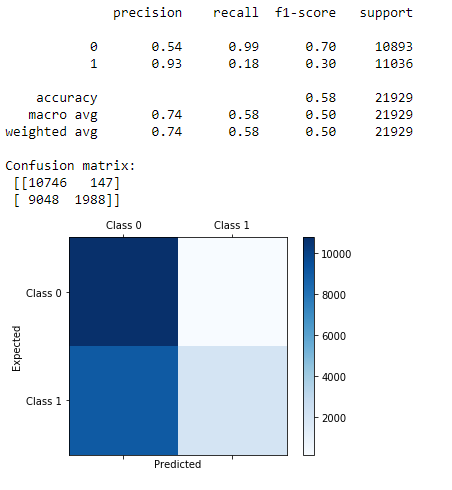 precision recall f1-score support
0 0.54 0.99 0.70 10893
1 0.93 0.18 0.30 11036
accuracy 0.58 21929
macro avg 0.74 0.58 0.50 21929
weighted avg 0.74 0.58 0.50 21929
Confusion matrix:
[[10746 147]
[ 9048 1988]]
Class 0 Class 1
Class 0
Class 1
Expected
Predicted
10000
8000
6000
4000
2000